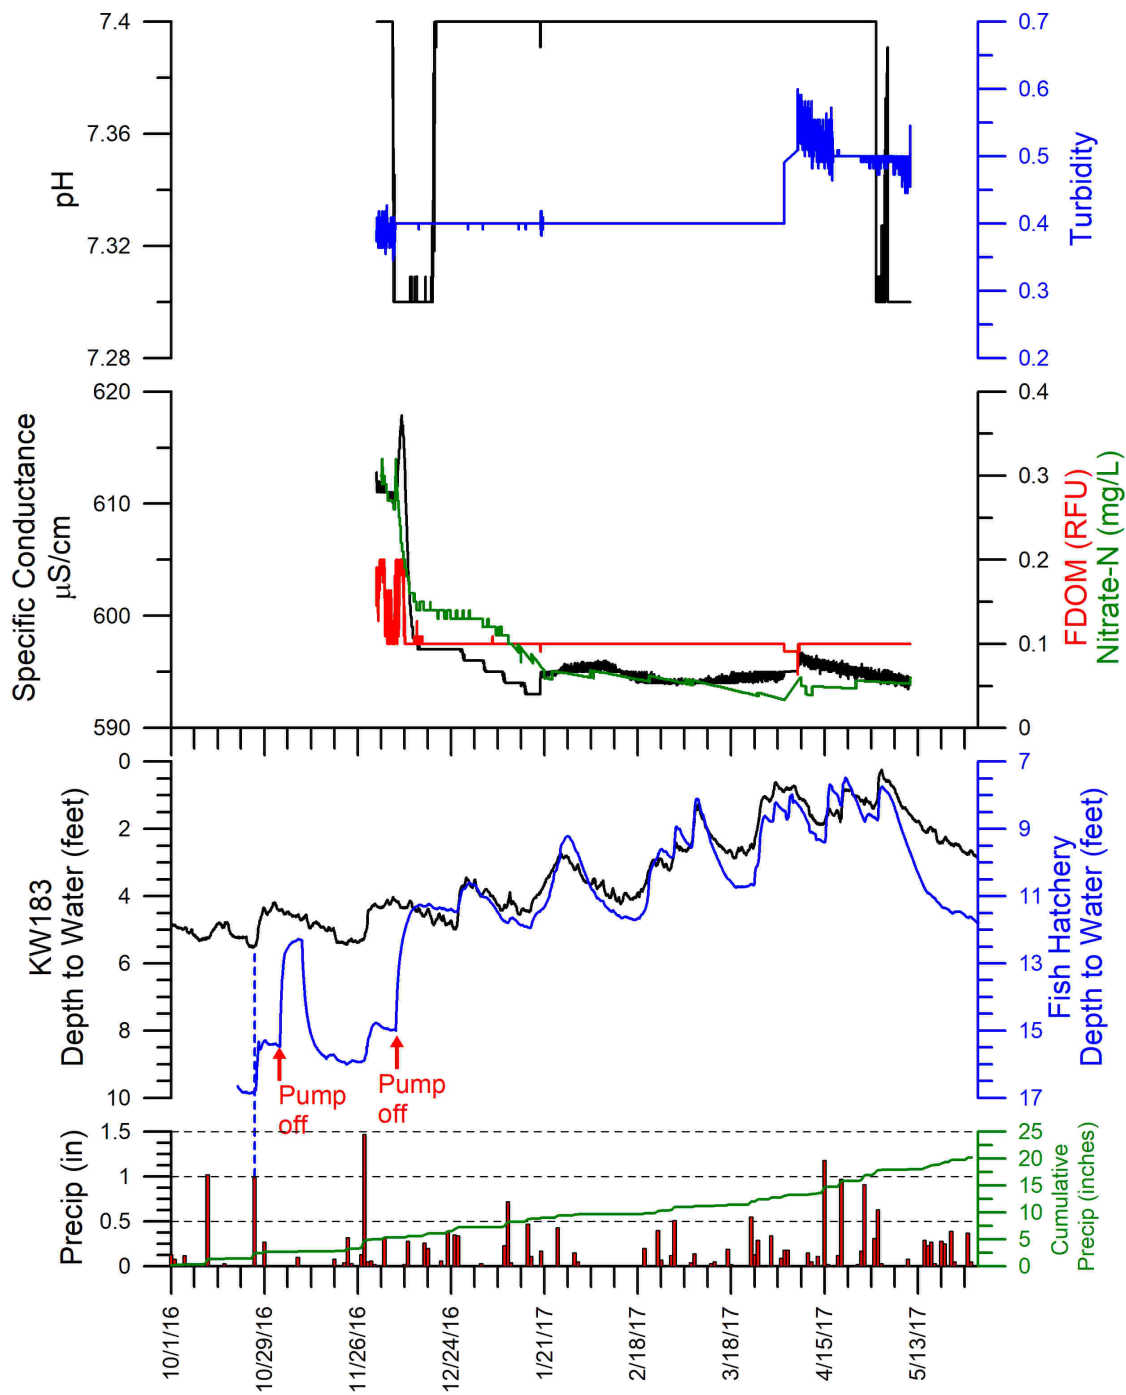 7.4
7.36
7.32
7.28
pH
0.7
0.6
0.5
0.4
0.3
0.2
Turbidity
620
610
600
590
Specific Conductance
μS/cm
0.4
0.3
0.2
0.1
0
FDOM (RFU)
Nitrate-N (mg/L)
0
2
4
6
8
10
KW183
Depth to Water (feet)
7
9
11
13
15
17
Fish Hatchery
Depth to Water (feet)
Pump
off
Pump
off
1.5
1
0.5
0
Precip (in)
25
20
15
10
5
0
Cumulative
Precip (inches)
10/1/16
10/29/16
11/26/16
12/24/16
1/21/17
2/18/17
3/18/17
4/15/17
5/13/17